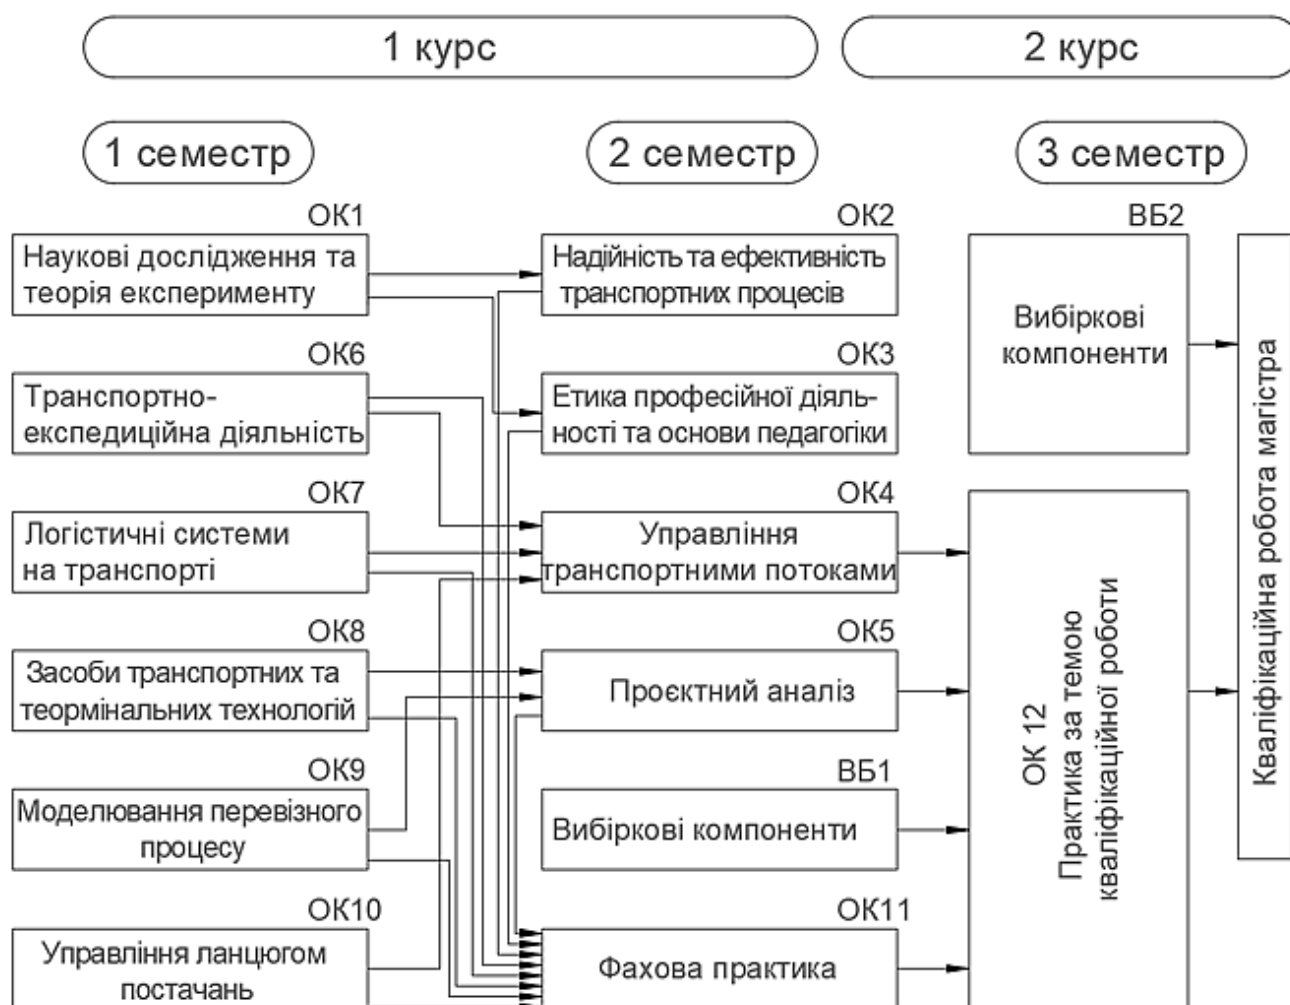 1 курс
2 курс
1 семестр
2 семестр
3 семестр
ОК1
Наукові дослідження та
теорія експерименту
ОК6
Транспортно-
експедиційна діяльність
ОК7
Логістичні системи
на транспорті
ОК8
Засоби транспортних та
теормінальних технологій
ОК9
Моделювання перевізного
процесу
ОК10
Управління ланцюгом
постачань
ОК2
Надійність та ефективність
транспортних процесів
ОК3
Етика професійної діяль-
ності та основи педагогіки
ОК4
Управління
транспортними потоками
ОК5
Проєктний аналіз
ВБ1
Вибіркові компоненти
ОК11
Фахова практика
ВБ2
Вибіркові
компоненти
ОК 12
Практика за темою
кваліфікаційної роботи
Кваліфікаційна робота магістра